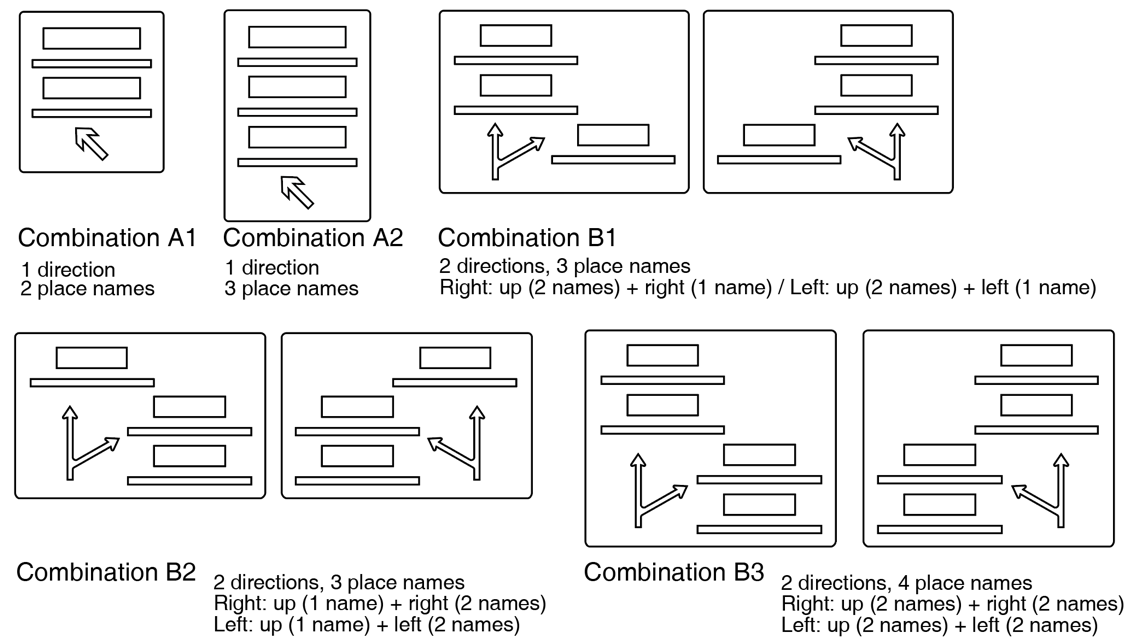 Combination A1
1 direction
2 place names
Combination A2
1 direction
3 place names
Combination B1
2 directions, 3 place names
Right: up (2 names) + right (1 name) / Left: up (2 names) + left (1 name)
Combination B2
2 directions, 3 place names
Right: up (1 name) + right (2 names)
Left: up (1 name) + left (2 names)
Combination B3
2 directions, 4 place names
Right: up (2 names) + right (2 names)
Left: up (2 names) + left (2 names)